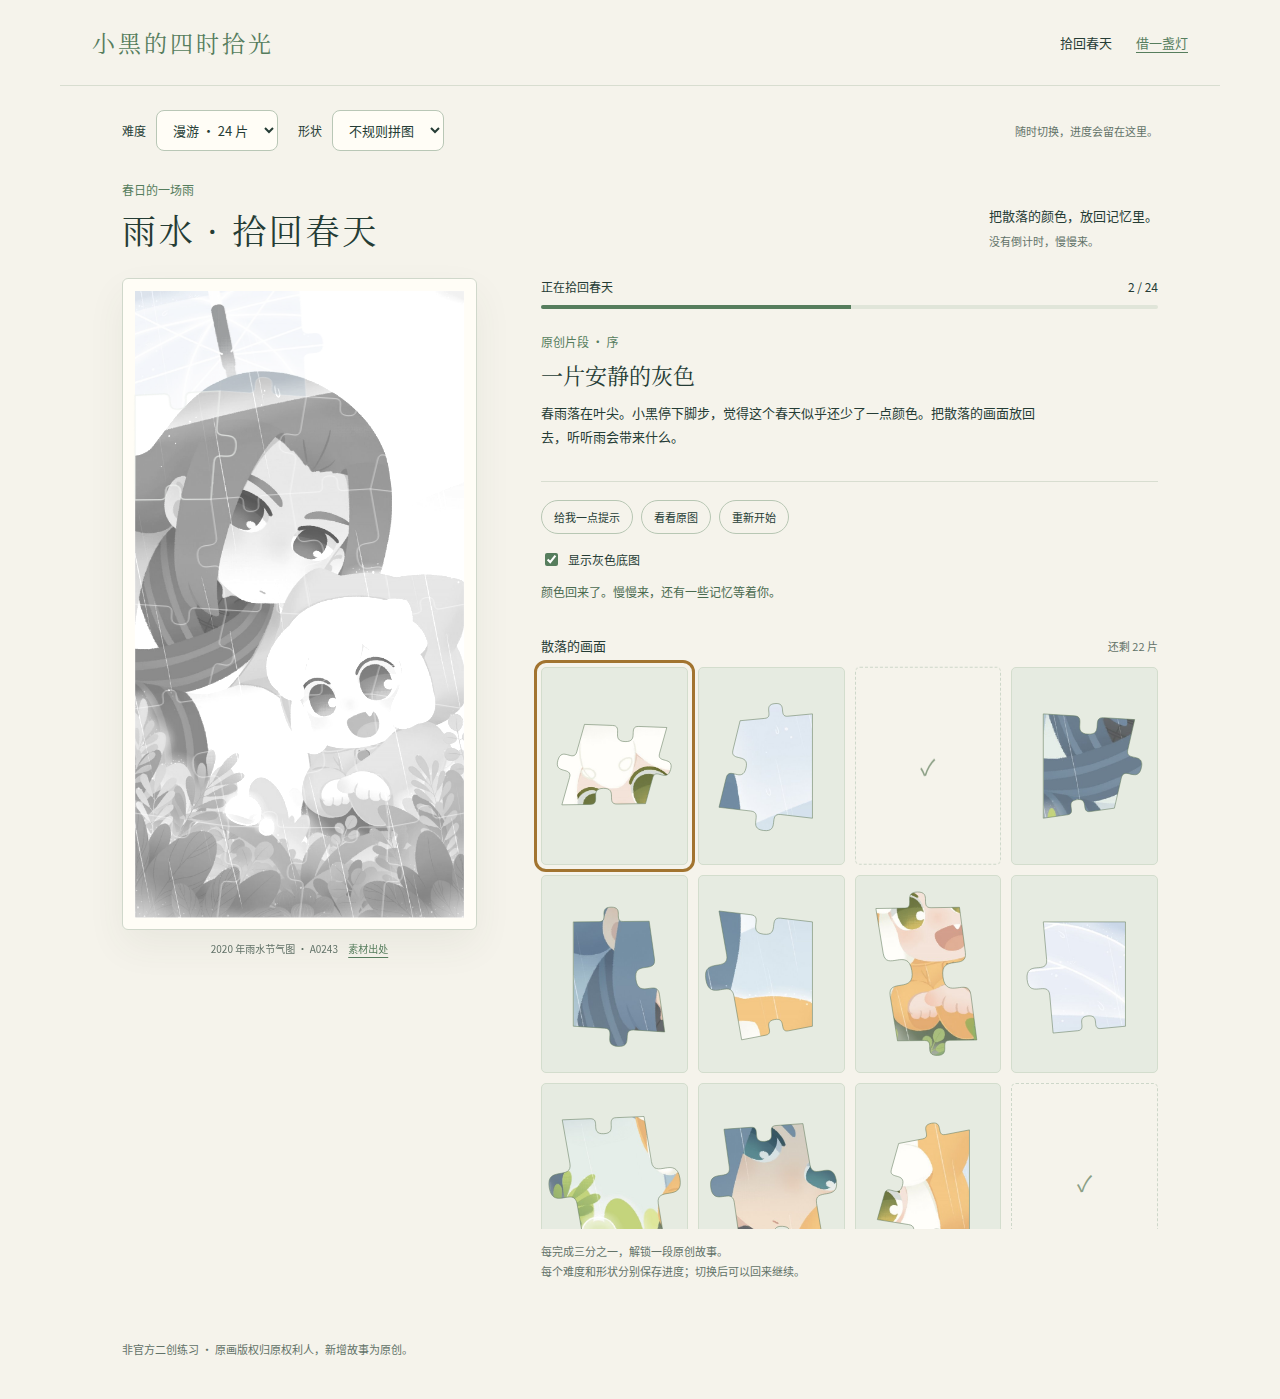 小黑的四时拾光
拾回春天
借一盏灯
难度
漫游 · 24 片
形状
不规则拼图
随时切换，进度会留在这里。
春日的一场雨
雨水 · 拾回春天
把散落的颜色，放回记忆里。
没有倒计时，慢慢来。
正在拾回春天
2 / 24
原创片段 · 序
一片安静的灰色
春雨落在叶尖。小黑停下脚步，觉得这个春天似乎还少了一点颜色。把散落的画面放回
去，听听雨会带来什么。
给我一点提示
看看原图
重新开始
显示灰色底图
颜色回来了。慢慢来，还有一些记忆等着你。
散落的画面
还剩 22 片
2020 年雨水节气图 · A0243
素材出处
每完成三分之一，解锁一段原创故事。
每个难度和形状分别保存进度；切换后可以回来继续。
非官方二创练习 · 原画版权归原权利人，新增故事为原创。